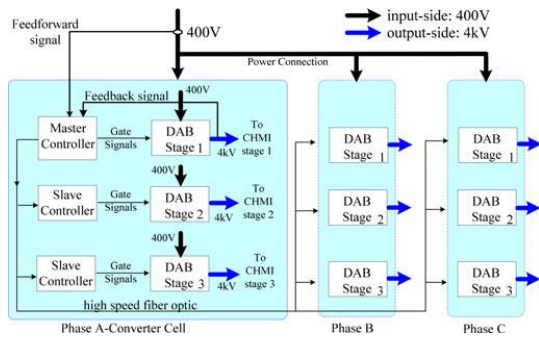 Feedforward
signal
400V
input-side: 400V
output-side: 4kV
Power Connection
Feedback signal
400V
Master
Controller
Gate
Signals
DAB
Stage 1
4kV
To
CHMI
stage 1
400V
Slave
Controller
Gate
Signals
DAB
Stage 2
4kV
To
CHMI
stage 2
400V
Slave
Controller
Gate
Signals
DAB
Stage 3
4kV
To
CHMI
stage 3
high speed fiber optic
Phase A-Converter Cell
DAB
Stage 1
DAB
Stage 2
DAB
Stage 3
Phase B
DAB
Stage 1
DAB
Stage 2
DAB
Stage 3
Phase C